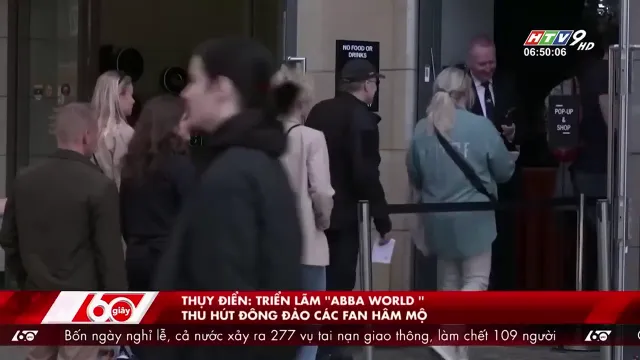 HTV9 HD
06:50:06
NO FOOD OR
DRINKS
POP-UP
&
SHOP
60
giây
THỤY ĐIỂN: TRIỂN LÃM "ABBA WORLD "
THU HÚT ĐÔNG ĐẢO CÁC FAN HÂM MỘ
60 Bốn ngày nghỉ lễ, cả nước xảy ra 277 vụ tai nạn giao thông, làm chết 109 người 60